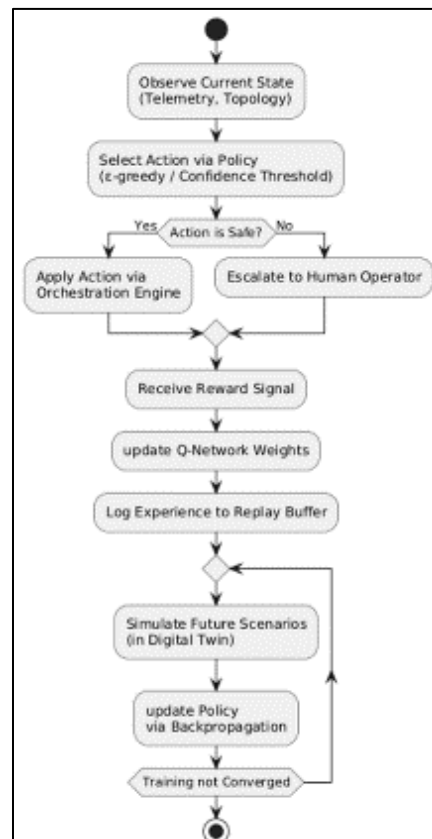 Observe Current State
(Telemetry, Topology)
Select Action via Policy
(ε-greedy / Confidence Threshold)
Yes
Action is Safe?
No
Apply Action via
Orchestration Engine
Escalate to Human Operator
Receive Reward Signal
update Q-Network Weights
Log Experience to Replay Buffer
Simulate Future Scenarios
(in Digital Twin)
update Policy
via Backpropagation
Training not Converged